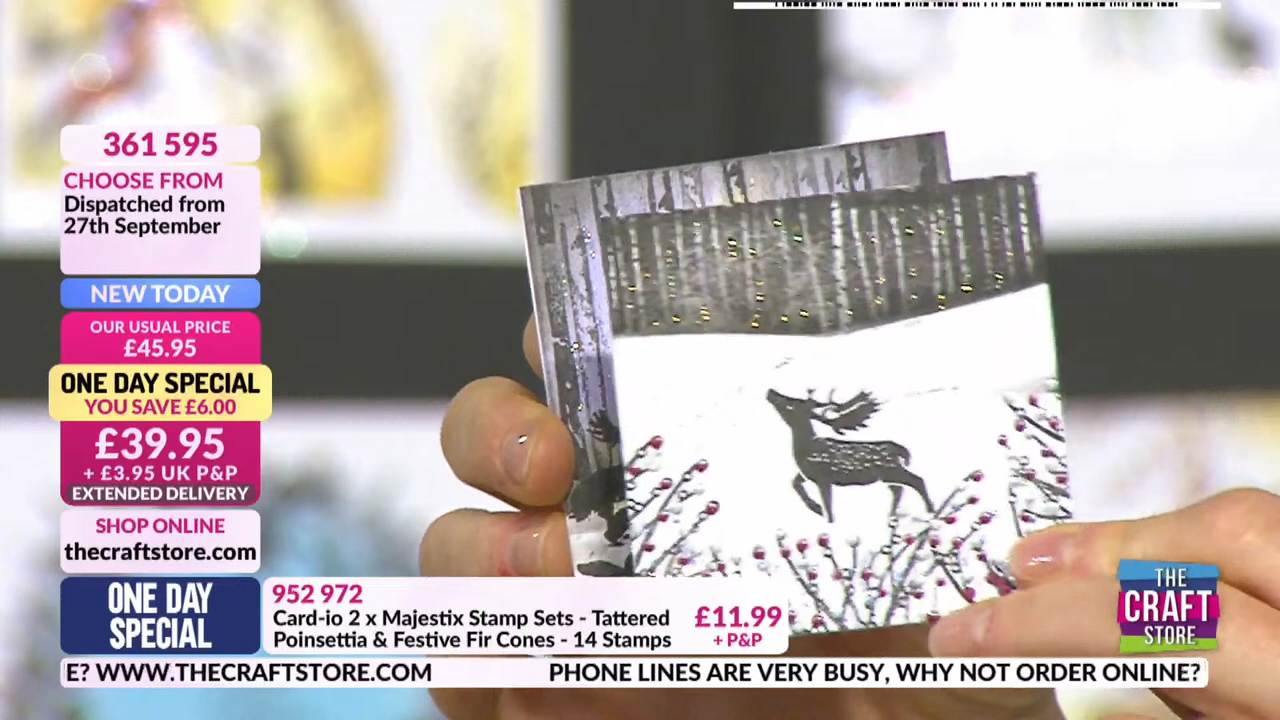 361 595
CHOOSE FROM
Dispatched from
27th September
NEW TODAY
OUR USUAL PRICE
£45.95
ONE DAY SPECIAL
YOU SAVE £6.00
£39.95
+ £3.95 UK P&P
EXTENDED DELIVERY
SHOP ONLINE
thecraftstore.com
ONE DAY
SPECIAL
952 972
Card-io 2 x Majestix Stamp Sets - Tattered
Poinsettia & Festive Fir Cones - 14 Stamps
£11.99
+ P&P
THE
CRAFT
STORE
E? WWW.THECRAFTSTORE.COM PHONE LINES ARE VERY BUSY, WHY NOT ORDER ONLINE?